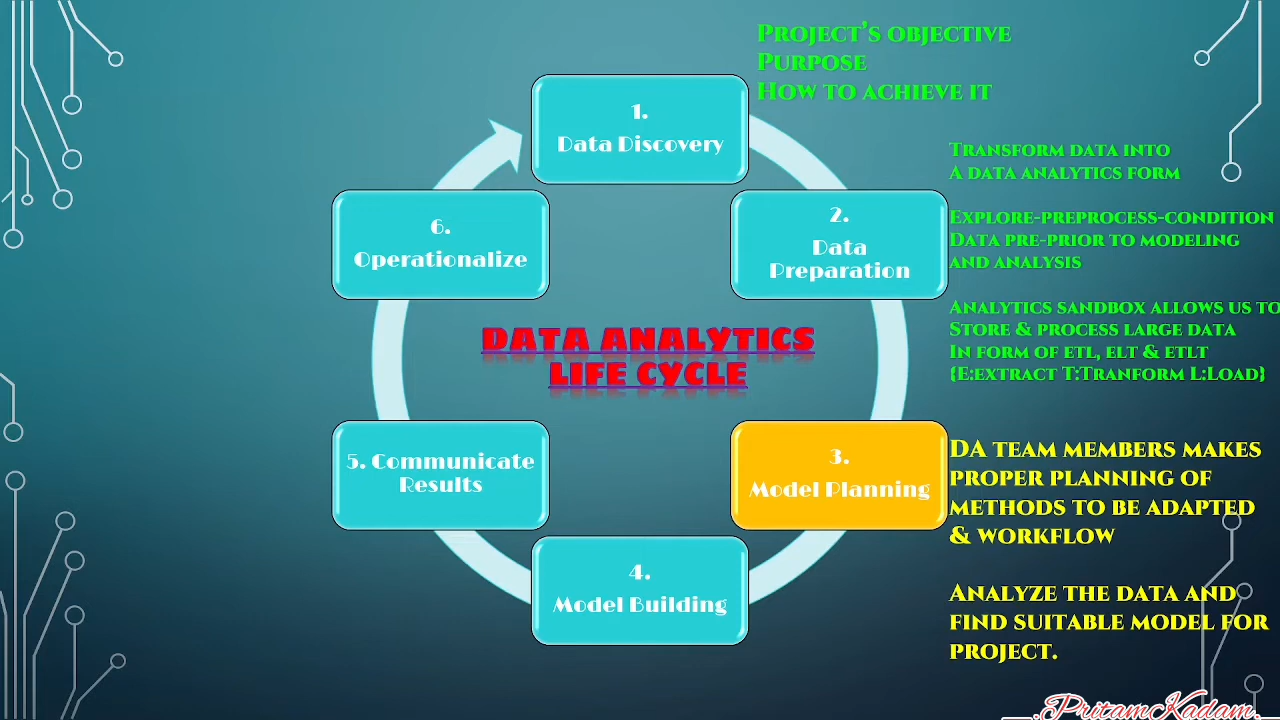 Project's objective
Purpose
How to achieve it
1.
Data Discovery
Transform data into
A data analytics form
Explore-preprocess-condition
Data pre-prior to modeling
and analysis
Analytics sandbox allows us to
Store & process large data
In form of ETL, ELT & ETLT
{E:extract T:Tranform L:Load}
2.
Data
Preparation
6.
Operationalize
DATA ANALYTICS
LIFE CYCLE
3.
Model Planning
DA team members makes
proper planning of
methods to be adapted
& workflow
Analyze the data and
find suitable model for
project.
5. Communicate
Results
4.
Model Building
.PritamKadam.